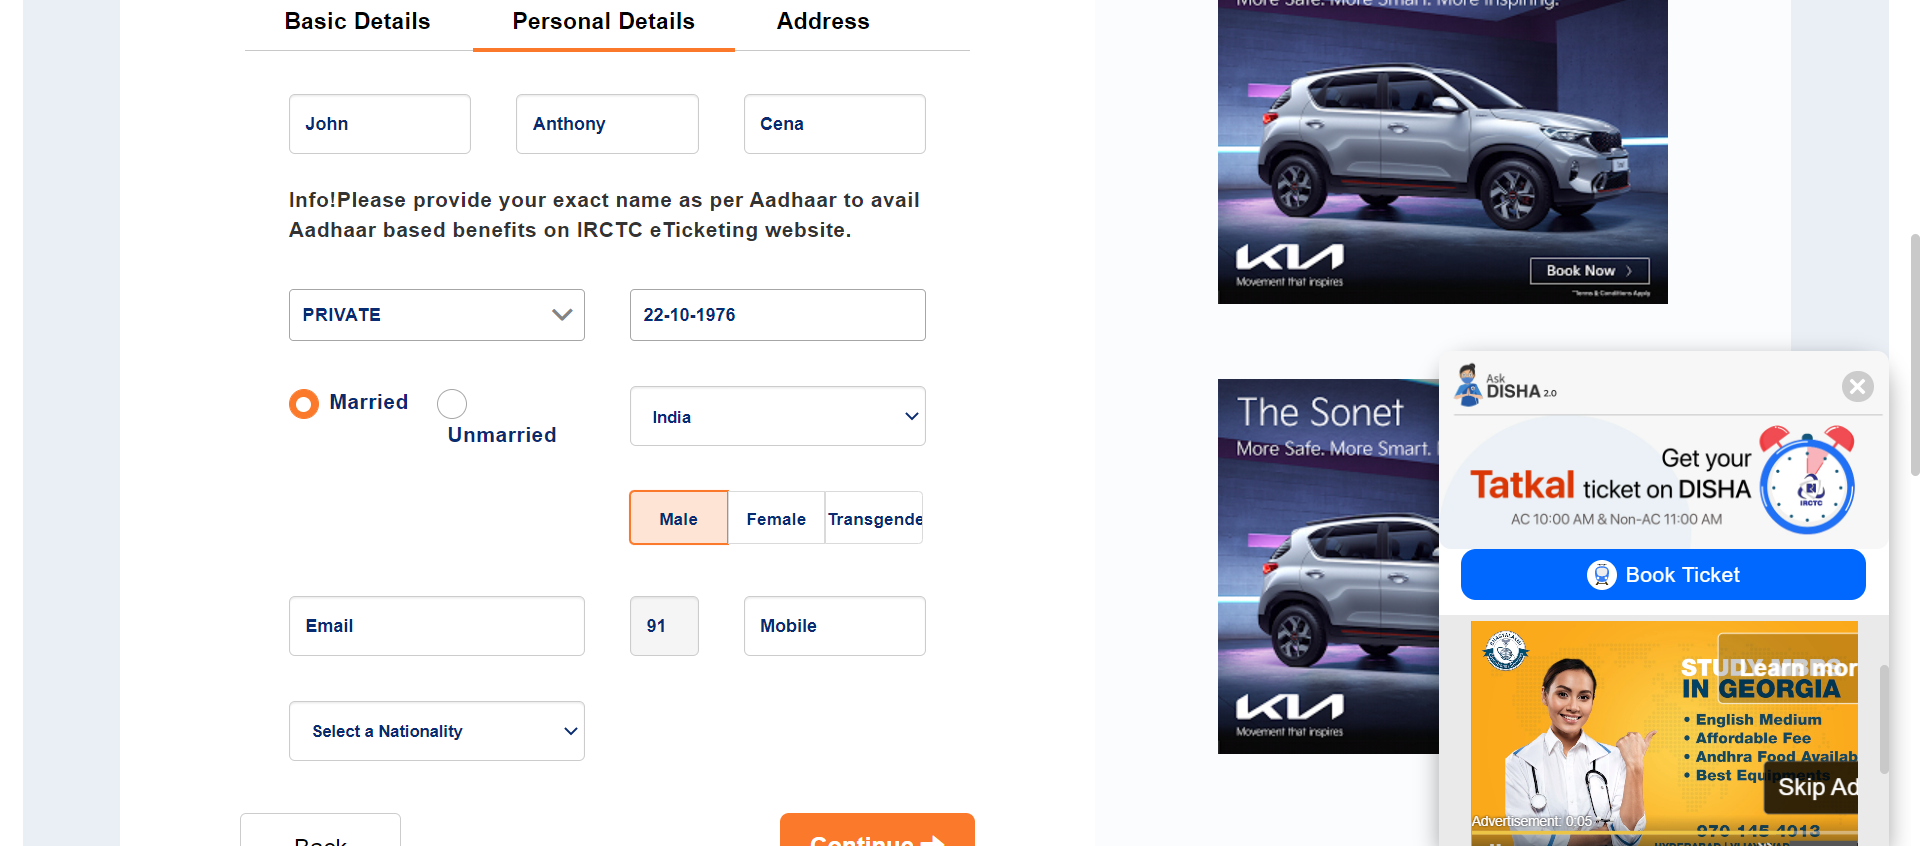 Basic Details
Personal Details
Address
John
Anthony
Cena
Info!Please provide your exact name as per Aadhaar to avail
Aadhaar based benefits on IRCTC eTicketing website.
PRIVATE
22-10-1976
Married
Unmarried
India
Male
Female
Transgende
Email
91
Mobile
Select a Nationality
Back
Continue
More Safe. More Smart. More Inspiring.
KIA
Movement that inspires
Book Now
*Terms & Conditions Apply
The Sonet
More Safe. More Smart.
KIA
Movement that inspires
Ask
DISHA 2.0
Get your
Tatkal ticket on DISHA
AC 10:00 AM & Non-AC 11:00 AM
IRCTC
Book Ticket
STUDY MBBS
Learn mor
IN GEORGIA
• English Medium
• Affordable Fee
• Andhra Food Availab
• Best Equipments
Skip Ad
Advertisement: 0:05
970 145 4013